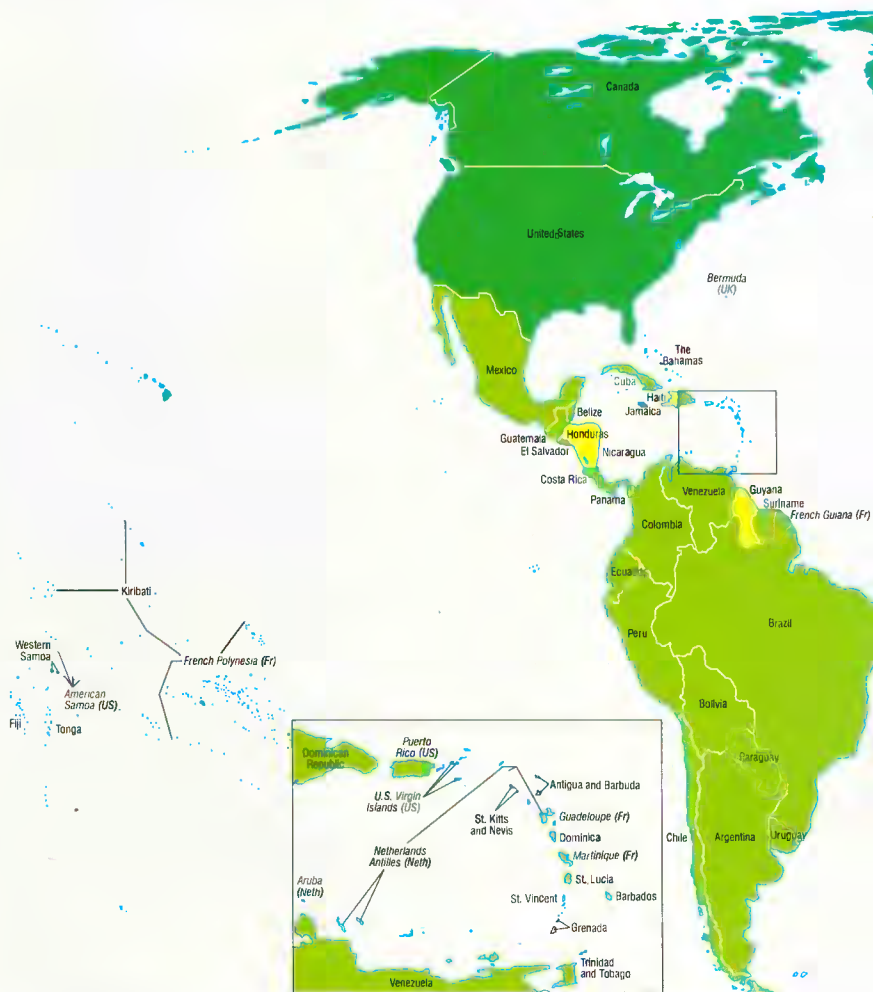 Canada
United States
Bermuda
(UK)
The
Bahamas
Mexico
Cuba
Haiti
Jamaica
Belize
Honduras
Guatemala
El Salvador
Nicaragua
Costa Rica
Panama
Venezuela
Guyana
Suriname
French Guiana (Fr)
Colombia
Ecuador
Kiribati
Brazil
Peru
Western
Samoa
French Polynesia (Fr)
American
Samoa (US)
Fiji
Tonga
Bolivia
Paraguay
Chile
Argentina
Uruguay
Dominican
Republic
Puerto
Rico (US)
U.S. Virgin
Islands (US)
Antigua and Barbuda
St. Kitts
and Nevis
Guadeloupe (Fr)
Dominica
Netherlands
Antilles (Neth)
Martinique (Fr)
Aruba
(Neth)
St. Lucia
St. Vincent
Barbados
Grenada
Trinidad
and Tobago
Venezuela